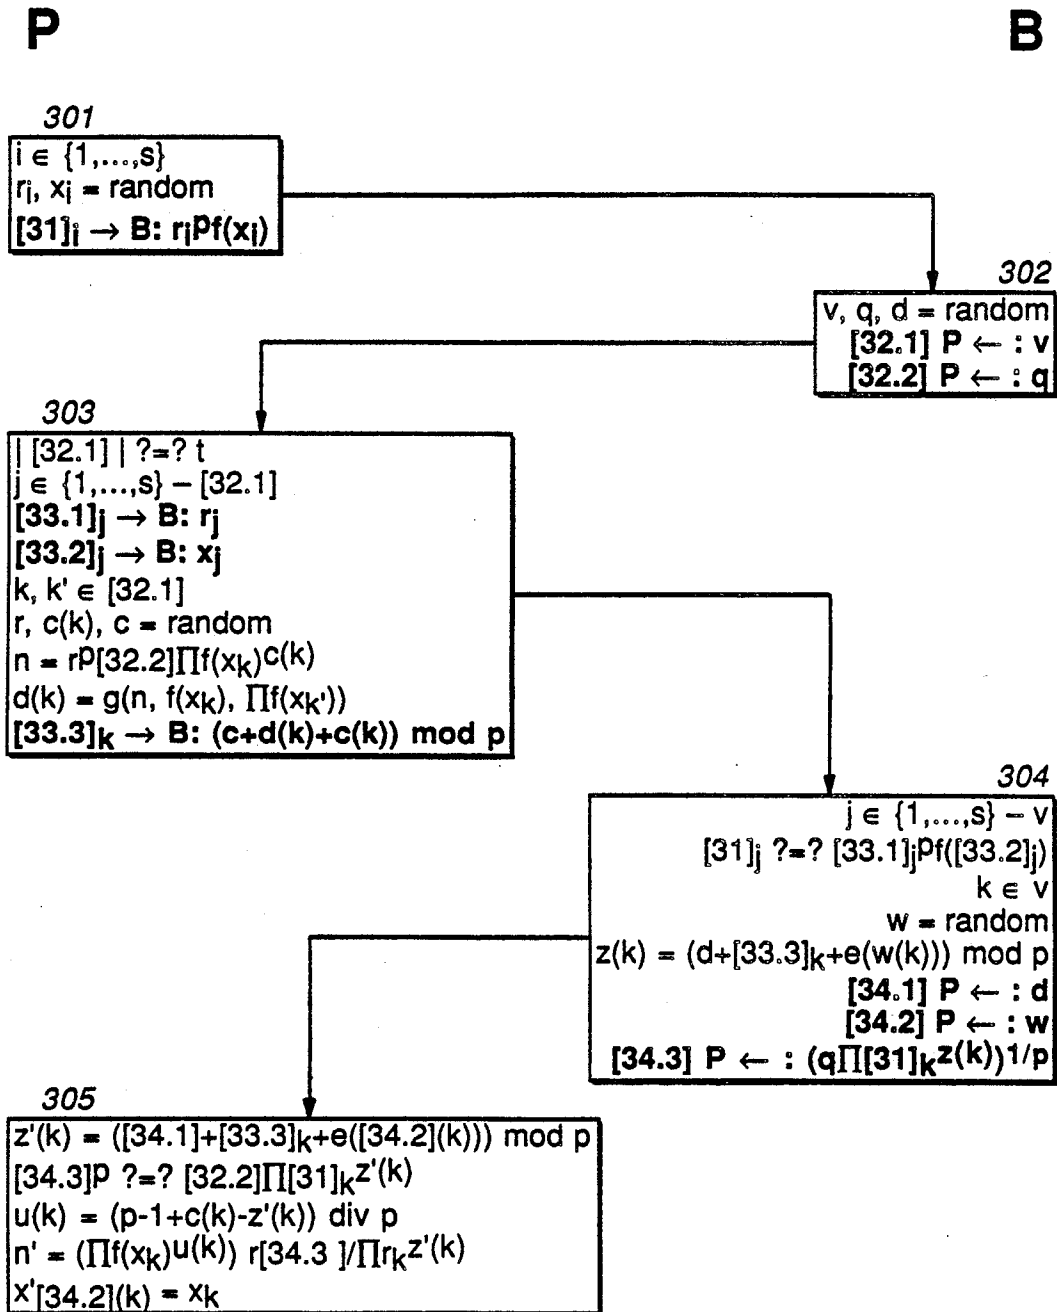 P
B
301
i ∈ {1,...,s}
rᵢ, xᵢ = random
[31]ᵢ → B: rᵢᵖf(xᵢ)
302
v, q, d = random
[32.1] P ← : v
[32.2] P ← : q
303
| [32.1] | ?=? t
j ∈ {1,...,s} – [32.1]
[33.1]ⱼ → B: rⱼ
[33.2]ⱼ → B: xⱼ
k, k' ∈ [32.1]
r, c(k), c = random
n = rᵖ[32.2]∏f(xₖ)ᶜ⁽ᵏ⁾
d(k) = g(n, f(xₖ), ∏f(xₖ'))
[33.3]ₖ → B: (c+d(k)+c(k)) mod p
304
j ∈ {1,...,s} – v
[31]ⱼ ?=? [33.1]ⱼᵖf([33.2]ⱼ)
k ∈ v
w = random
z(k) = (d+[33.3]ₖ+e(w(k))) mod p
[34.1] P ← : d
[34.2] P ← : w
[34.3] P ← : (q∏[31]ₖᶻ⁽ᵏ⁾)¹/ᵖ
305
z'(k) = ([34.1]+[33.3]ₖ+e([34.2](k))) mod p
[34.3]ᵖ ?=? [32.2]∏[31]ₖᶻ'⁽ᵏ⁾
u(k) = (p-1+c(k)-z'(k)) div p
n' = (∏f(xₖ)ᵘ⁽ᵏ⁾) r[34.3 ]/∏rₖᶻ'⁽ᵏ⁾
x'[34.2](k) = xₖ